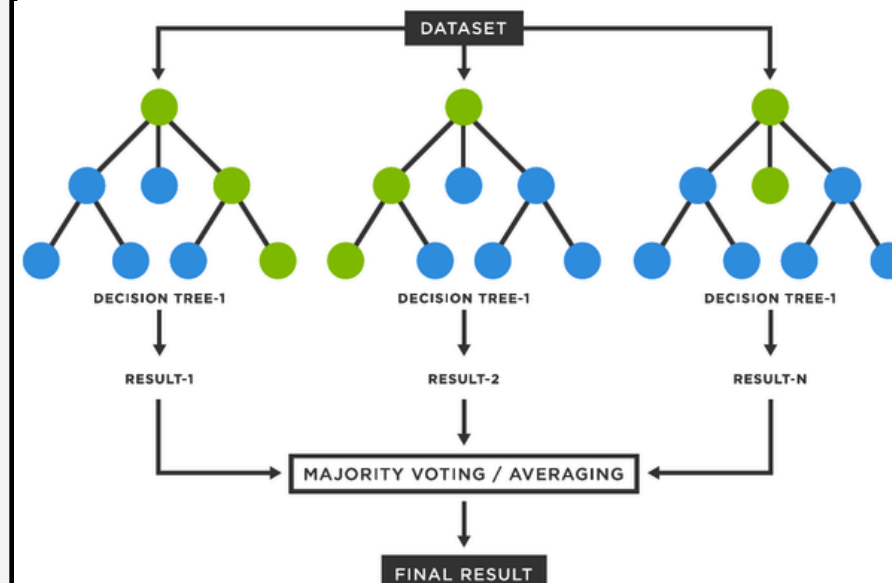 DATASET
DECISION TREE-1
DECISION TREE-1
DECISION TREE-1
RESULT-1
RESULT-2
RESULT-N
MAJORITY VOTING / AVERAGING
FINAL RESULT